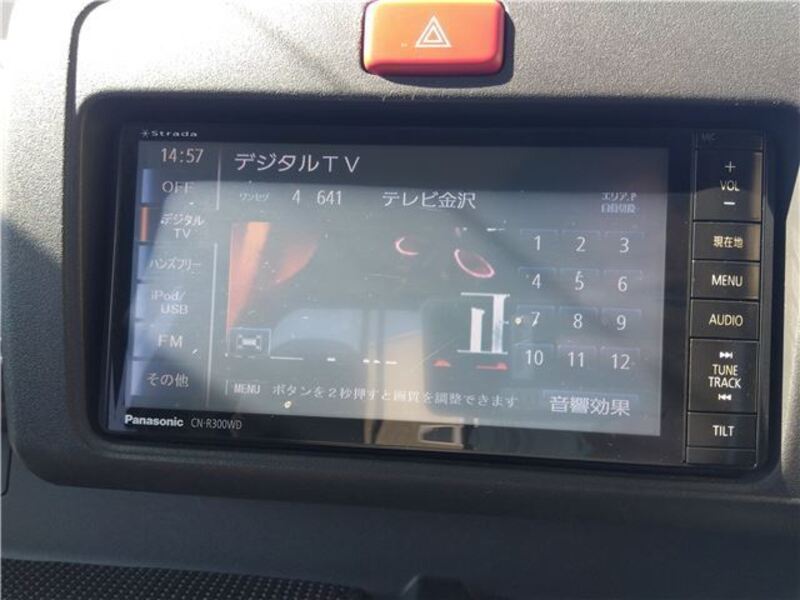 Strada
MIC
14:57
デジタルTV
OFF
ワンセグ 4 641 テレビ金沢
デジタル
TV
ハンズフリー
iPod/
USB
FM
その他
1 2 3
4 5 6
7 8 9
10 11 12
MENU ボタンを2秒押すと画質を調整できます
音響効果
Panasonic CN-R300WD
+
VOL
−
現在地
MENU
AUDIO
TUNE
TRACK
TILT